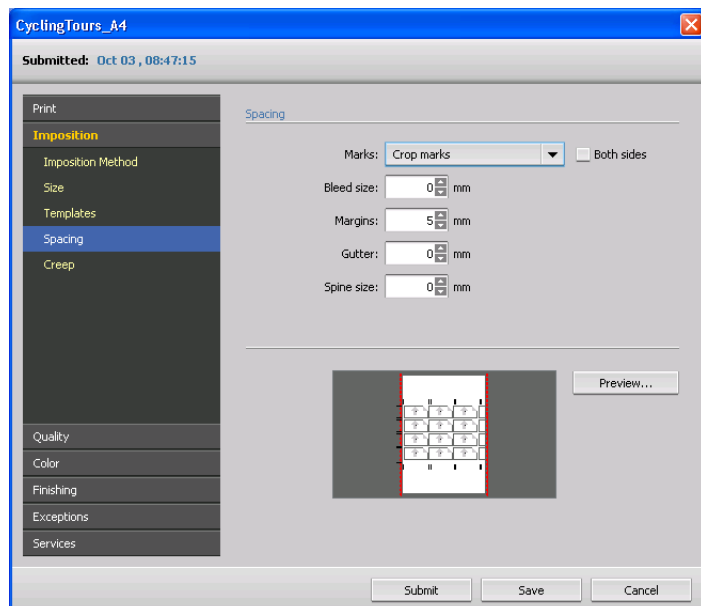 CyclingTours_A4
Submitted: Oct 03 , 08:47:15
Print
Imposition
Imposition Method
Size
Templates
Spacing
Creep
Quality
Color
Finishing
Exceptions
Services
Spacing
Marks: Crop marks Both sides
Bleed size: 0 mm
Margins: 5 mm
Gutter: 0 mm
Spine size: 0 mm
Preview...
? ? ?
? ? ?
? ? ?
? ? ?
Submit Save Cancel